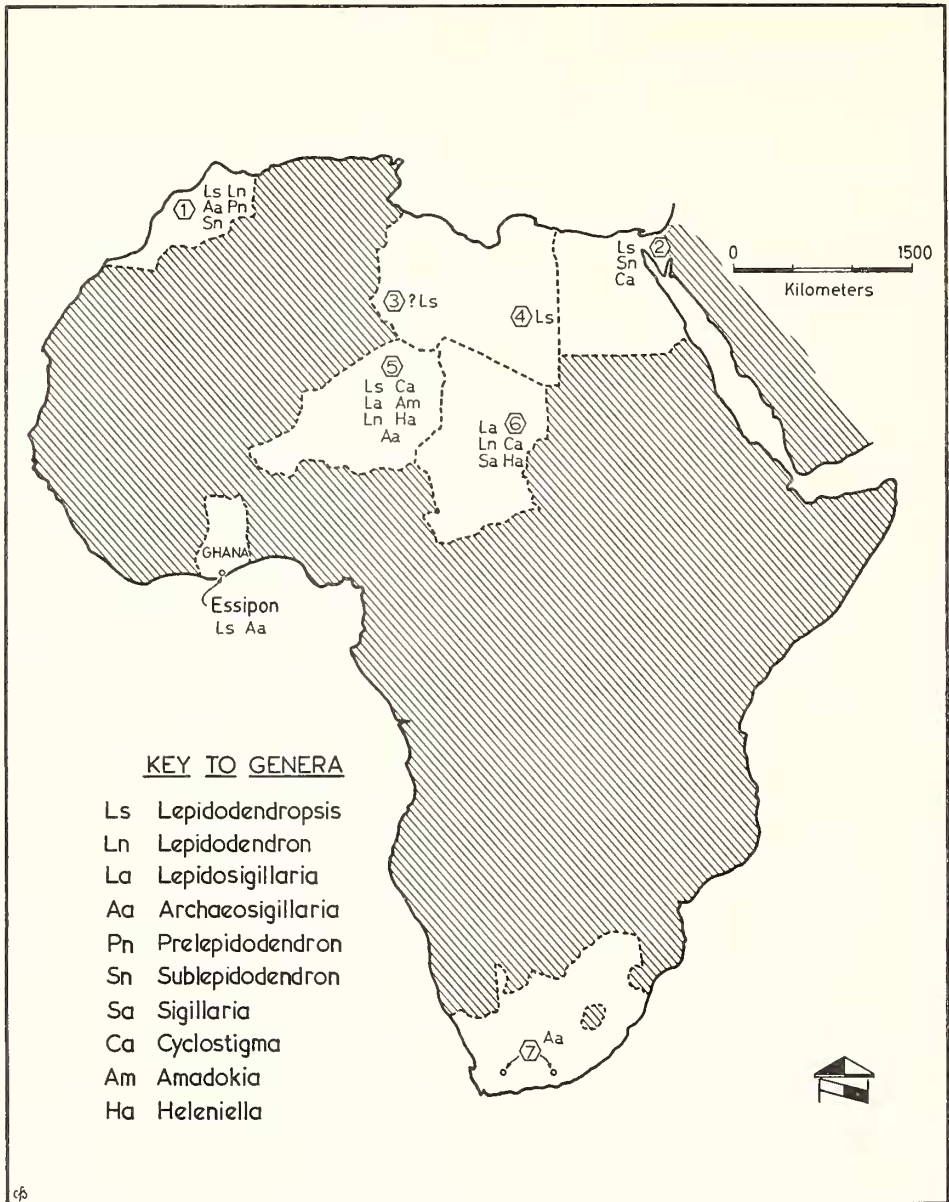 1 Ls Ln
Aa Pn
Sn
Ls 2
Sn
Ca
0 1500
Kilometers
3 ?Ls
4 Ls
5
Ls Ca
La Am
Ln Ha
Aa
La 6
Ln Ca
Sa Ha
GHANA
Essipon
Ls Aa
KEY TO GENERA
Ls Lepidodendropsis
Ln Lepidodendron
La Lepidosigillaria
Aa Archaeosigillaria
Pn Prelepidodendron
Sn Sublepidodendron
Sa Sigillaria
Ca Cyclostigma
Am Amadokia
Ha Heleniella
7 Aa